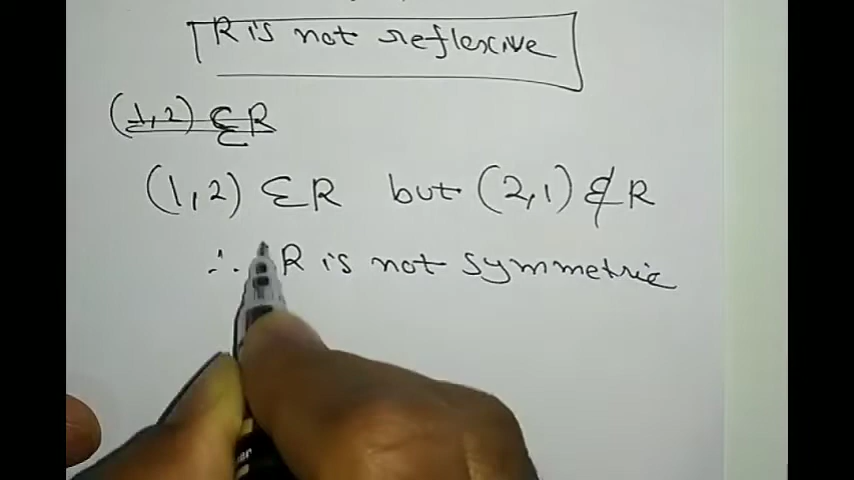 R is not reflexive
(1,2) ∈ R
(1,2) ∈ R but (2,1) ∉ R
∴ R is not symmetric